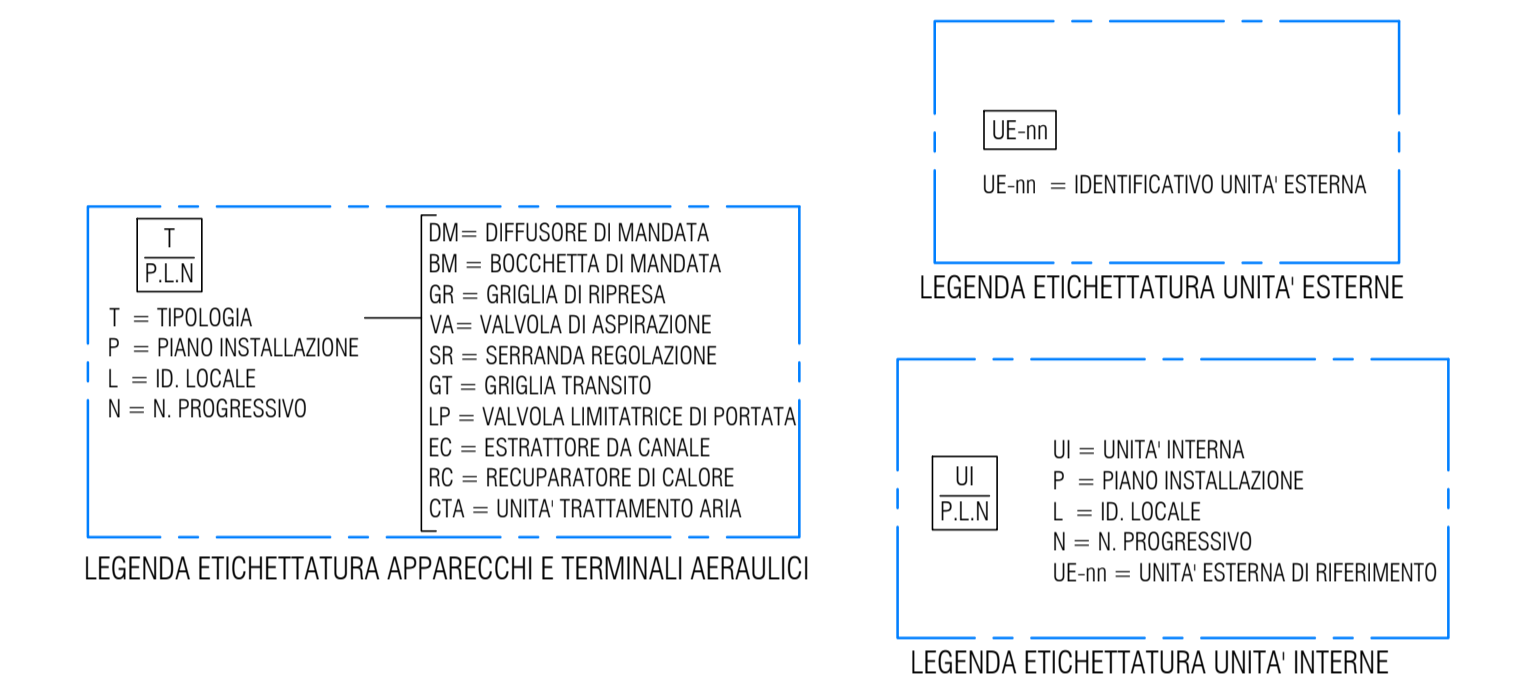 T
P.L.N
T = TIPOLOGIA
P = PIANO INSTALLAZIONE
L = ID. LOCALE
N = N. PROGRESSIVO
DM= DIFFUSORE DI MANDATA
BM = BOCCHETTA DI MANDATA
GR = GRIGLIA DI RIPRESA
VA= VALVOLA DI ASPIRAZIONE
SR = SERRANDA REGOLAZIONE
GT = GRIGLIA TRANSITO
LP = VALVOLA LIMITATRICE DI PORTATA
EC = ESTRATTORE DA CANALE
RC = RECUPARATORE DI CALORE
CTA = UNITA' TRATTAMENTO ARIA
LEGENDA ETICHETTATURA APPARECCHI E TERMINALI AERAULICI
UE-nn
UE-nn = IDENTIFICATIVO UNITA' ESTERNA
LEGENDA ETICHETTATURA UNITA' ESTERNE
UI
P.L.N
UI = UNITA' INTERNA
P = PIANO INSTALLAZIONE
L = ID. LOCALE
N = N. PROGRESSIVO
UE-nn = UNITA' ESTERNA DI RIFERIMENTO
LEGENDA ETICHETTATURA UNITA' INTERNE